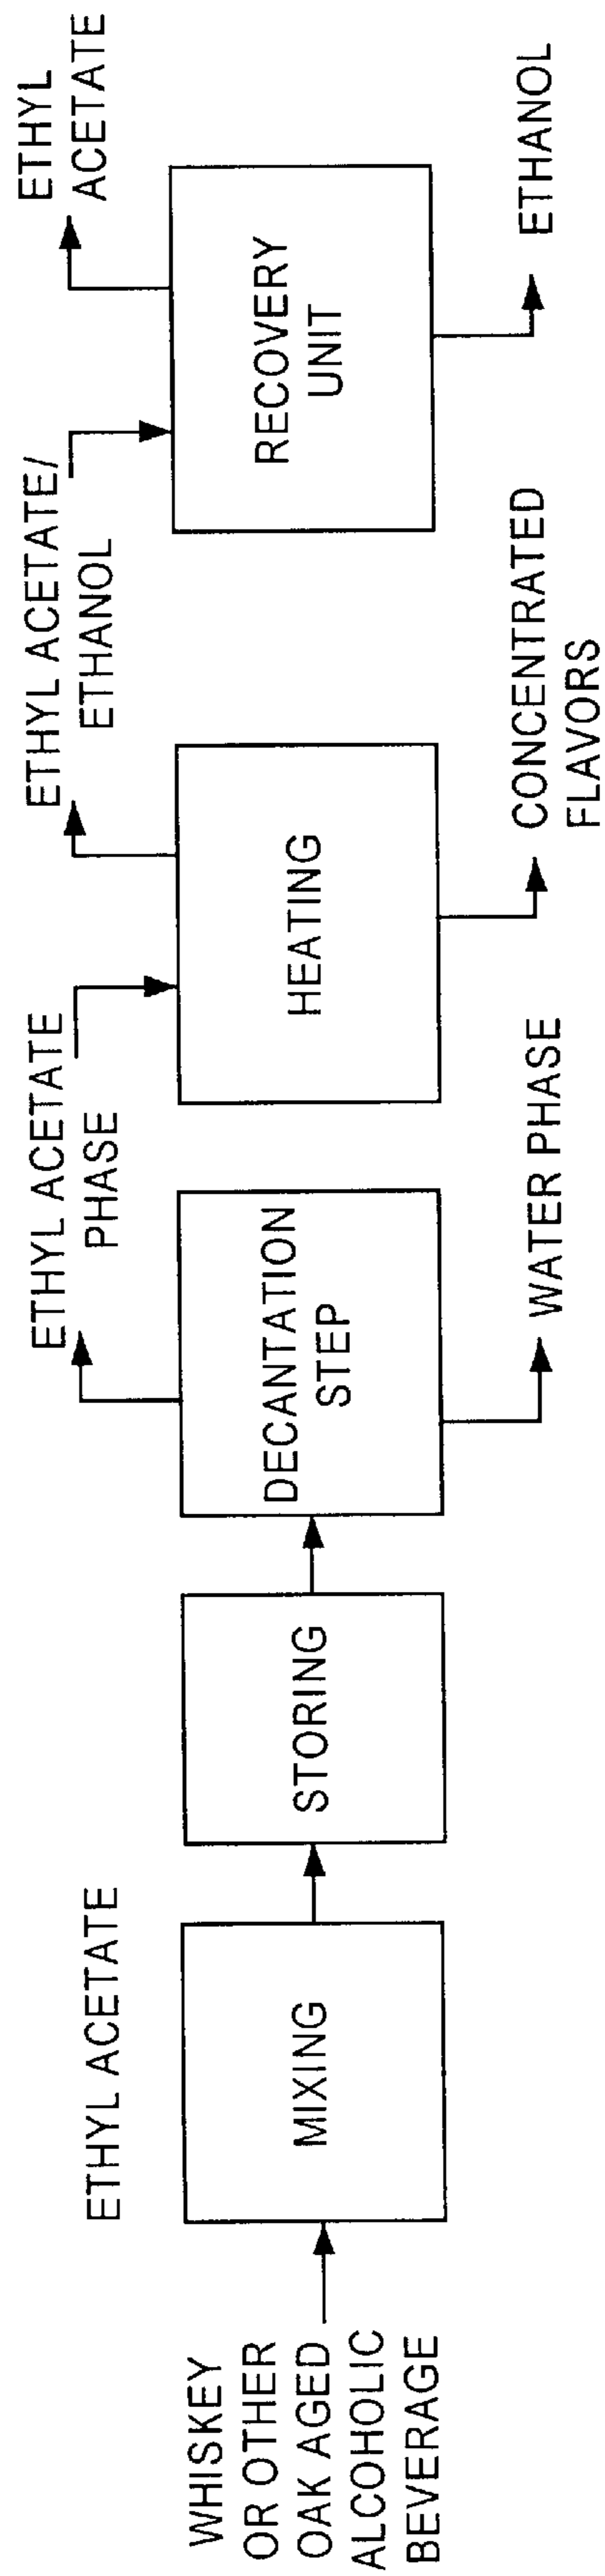 WHISKEY
OR OTHER
OAK AGED
ALCOHOLIC
BEVERAGE
ETHYL ACETATE
MIXING
STORING
DECANTATION
STEP
ETHYL ACETATE
PHASE
WATER PHASE
HEATING
ETHYL ACETATE/
ETHANOL
CONCENTRATED
FLAVORS
RECOVERY
UNIT
ETHYL
ACETATE
ETHANOL